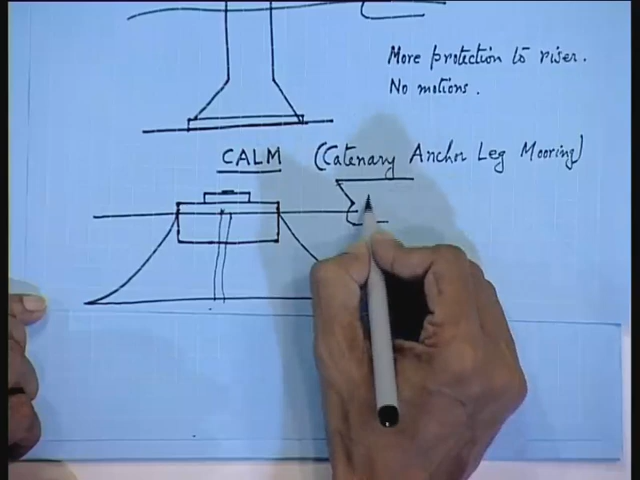 More protection to riser.
No motions.
CALM (Catenary Anchor Leg Mooring)